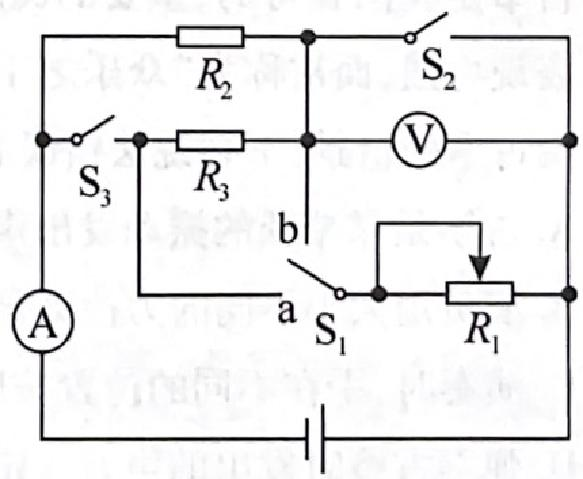 R₂ S₂
S₃ R₃ V
b
a S₁ R₁
A